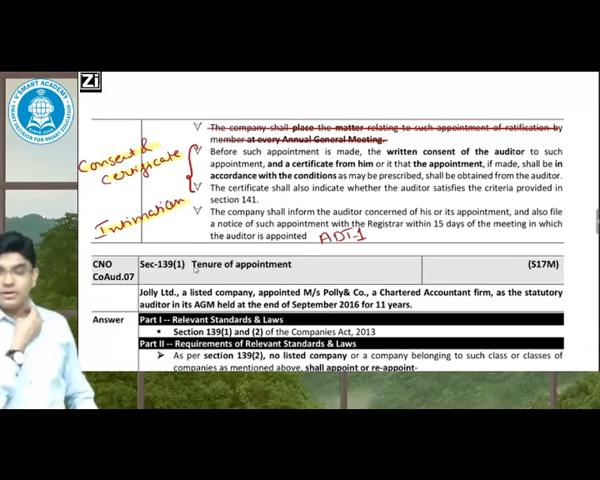 V'SMART ACADEMY
SMART DECISION FOR SMART EDUCATION
Zi
The company shall place the matter relating to such appointment of ratification by
member at every Annual General Meeting.
Consent &
certificate
Before such appointment is made, the written consent of the auditor to such
appointment, and a certificate from him or it that the appointment, if made, shall be in
accordance with the conditions as may be prescribed, shall be obtained from the auditor.
The certificate shall also indicate whether the auditor satisfies the criteria provided in
section 141.
Intimation
The company shall inform the auditor concerned of his or its appointment, and also file
a notice of such appointment with the Registrar within 15 days of the meeting in which
the auditor is appointed ADT-1
CNO Sec-139(1) Tenure of appointment (S17M)
CoAud.07
Jolly Ltd., a listed company, appointed M/s Polly& Co., a Chartered Accountant firm, as the statutory
auditor in its AGM held at the end of September 2016 for 11 years.
Answer Part I -- Relevant Standards & Laws
Section 139(1) and (2) of the Companies Act, 2013
Part II -- Requirements of Relevant Standards & Laws
As per section 139(2), no listed company or a company belonging to such class or classes of
companies as mentioned above, shall appoint or re-appoint-